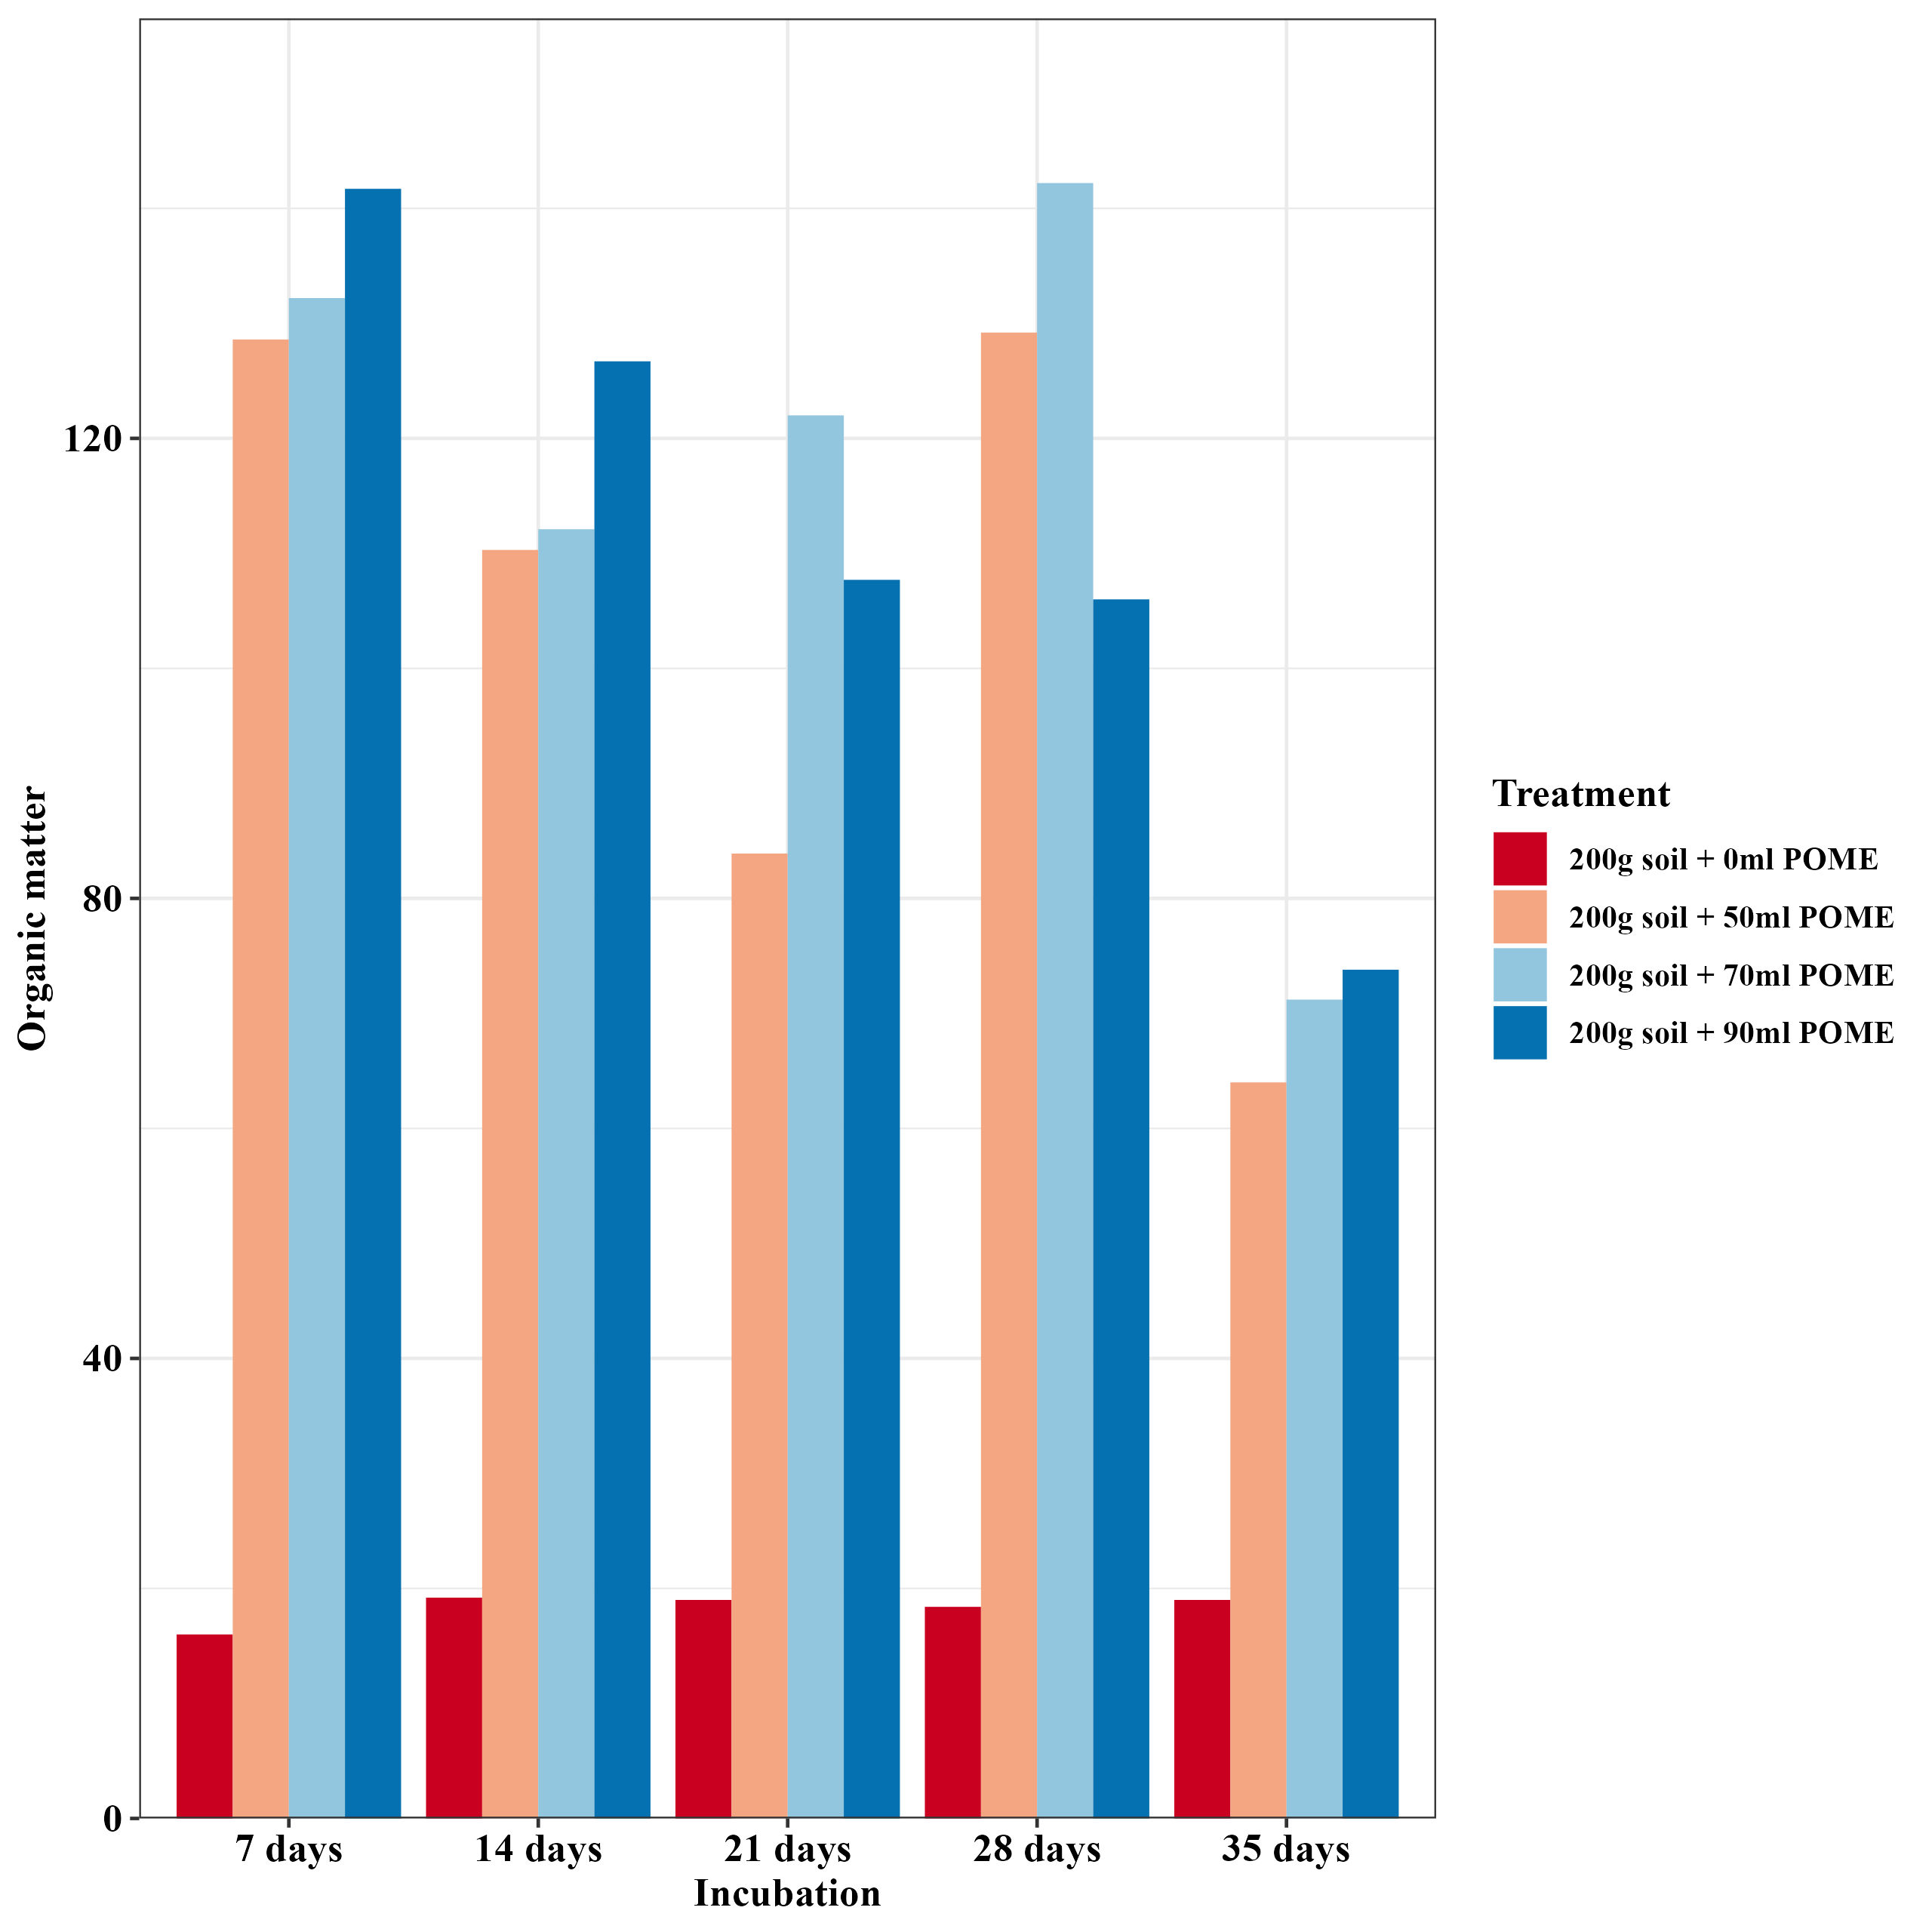 Organic matter
120
80
40
0
7 days
14 days
21 days
28 days
35 days
Incubation
Treatment
200g soil + 0ml POME
200g soil + 50ml POME
200g soil + 70ml POME
200g soil + 90ml POME